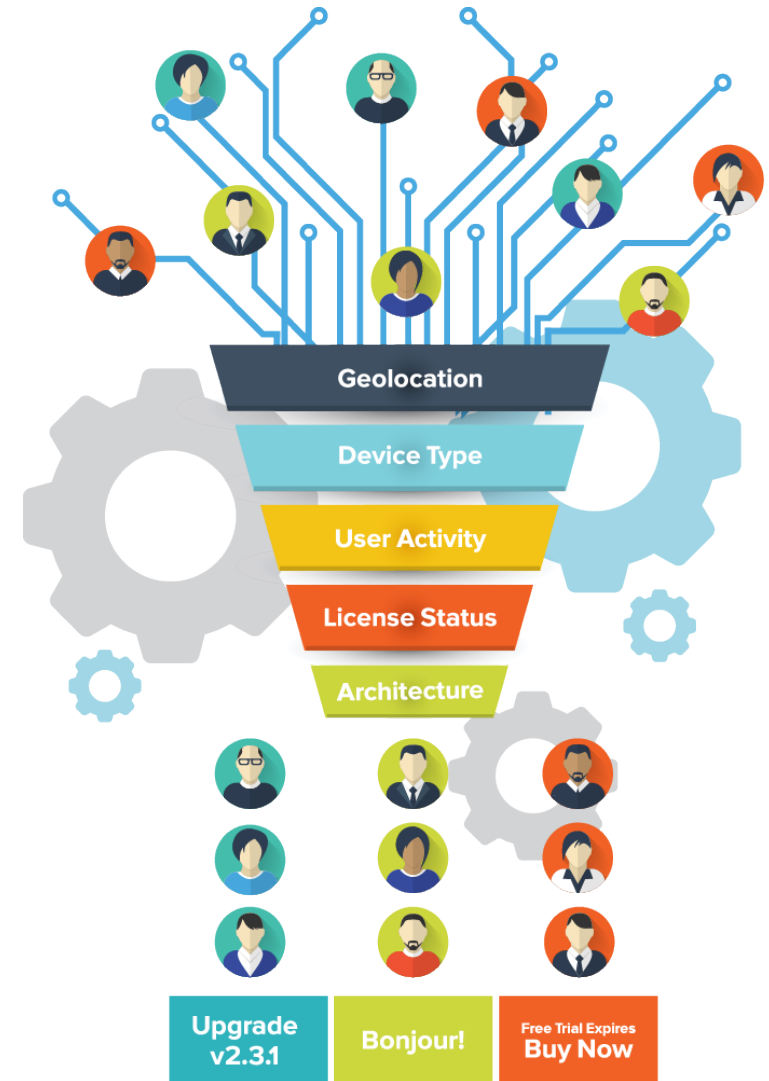 Geolocation
Device Type
User Activity
License Status
Architecture
Upgrade
v2.3.1
Bonjour!
Free Trial Expires
Buy Now